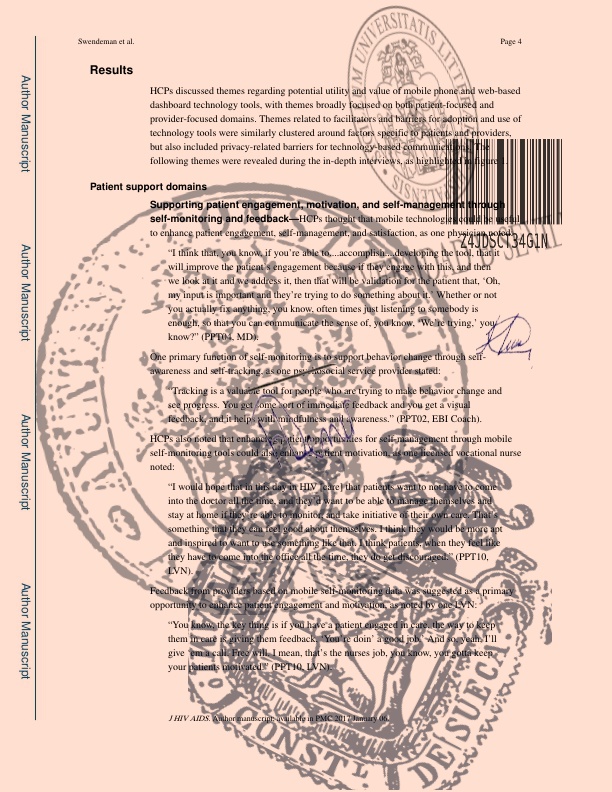 Swendeman et al.
Page 4
Author Manuscript
Author Manuscript
Author Manuscript
Author Manuscript
Results
HCPs discussed themes regarding potential utility and value of mobile phone and web-based
dashboard technology tools, with themes broadly focused on both patient-focused and
provider-focused domains. Themes related to facilitators and barriers for adoption and use of
technology tools were similarly clustered around factors specific to patients and providers,
but also included privacy-related barriers for technology-based communications. The
following themes were revealed during the in-depth interviews, as highlighted in figure 1.
Patient support domains
Supporting patient engagement, motivation, and self-management through
self-monitoring and feedback—HCPs thought that mobile technologies could be useful
to enhance patient engagement, self-management, and satisfaction, as one physician noted:
Z4JDSCT34G1N
“I think that, you know, if you’re able to,...accomplish...developing the tool, that it
will improve the patient’s engagement because if they engage with this, and then
we look at it and we address it, then that will be validation for the patient that, ‘Oh,
my input is important and they’re trying to do something about it.’ Whether or not
you actually fix anything, you know, often times just listening to somebody is
enough, so that you can communicate the sense of, you know, ‘We’re trying,’ you
know?” (PPT04, MD).
One primary function of self-monitoring is to support behavior change through self-
awareness and self-tracking, as one psychosocial service provider stated:
“Tracking is a valuable tool for people who are trying to make behavior change and
see progress. You get some sort of immediate feedback and you get a visual
feedback, and it helps with mindfulness and awareness.” (PPT02, EBI Coach).
HCPs also noted that enhancing patient opportunities for self-management through mobile
self-monitoring tools could also enhance patient motivation, as one licensed vocational nurse
noted:
“I would hope that in this day in HIV [care] that patients want to not have to come
into the doctor all the time, and they’d want to be able to manage themselves and
stay at home if they’re able to monitor, and take initiative of their own care. That’s
something that they can feel good about themselves. I think they would be more apt
and inspired to want to use something like that. I think patients, when they feel like
they have to come into the office all the time, they do get discouraged.” (PPT10,
LVN).
Feedback from providers based on mobile self-monitoring data was suggested as a primary
opportunity to enhance patient engagement and motivation, as noted by one LVN:
“You know, the key thing is if you have a patient engaged in care, the way to keep
them in care is giving them feedback. ‘You’re doin’ a good job.’ And so, yeah, I’ll
give ’em a call. Free will. I mean, that’s the nurses job, you know, you gotta keep
your patients motivated.” (PPT10, LVN).
J HIV AIDS. Author manuscript; available in PMC 2017 January 06.